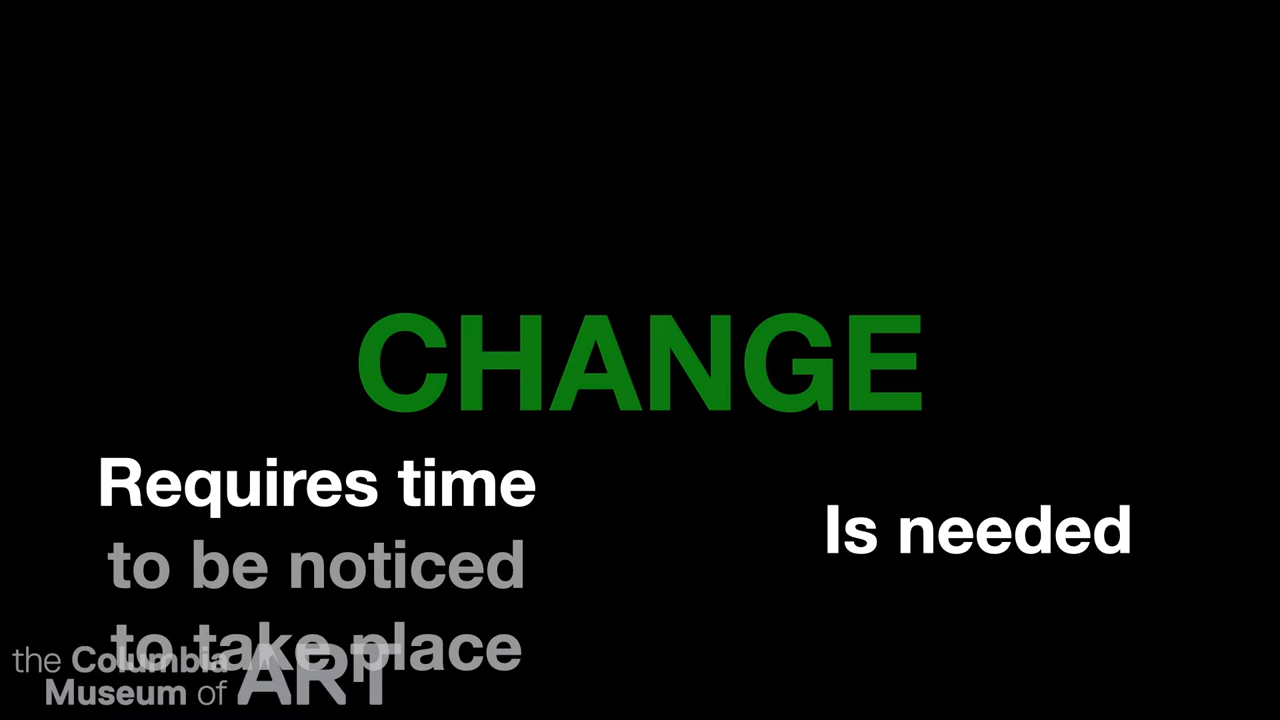 CHANGE
Requires time
to be noticed
to take place
Is needed
the Columbia
Museum of ART